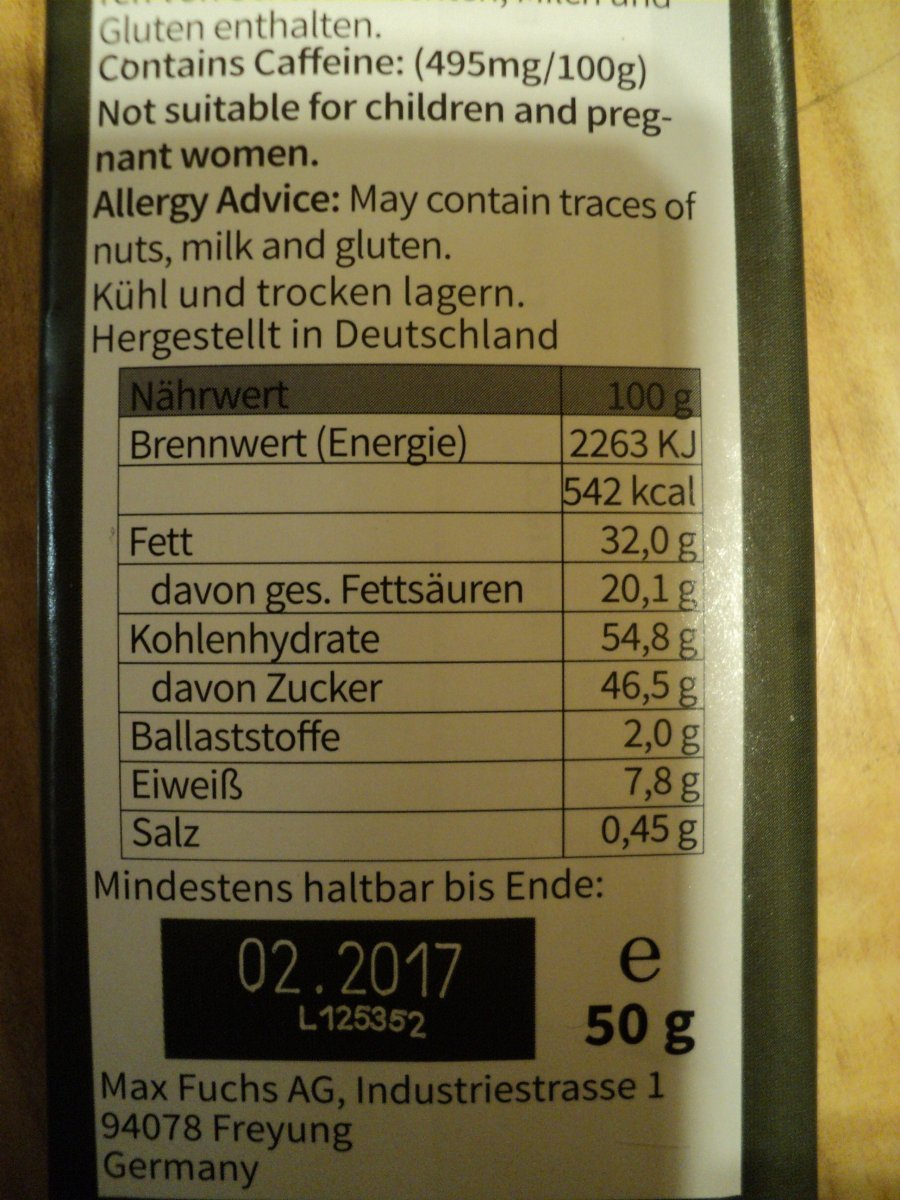 Gluten enthalten.
Contains Caffeine: (495mg/100g)
Not suitable for children and preg-
nant women.
Allergy Advice: May contain traces of
nuts, milk and gluten.
Kühl und trocken lagern.
Hergestellt in Deutschland
Nährwert 100 g
Brennwert (Energie) 2263 KJ
542 kcal
Fett 32,0 g
davon ges. Fettsäuren 20,1 g
Kohlenhydrate 54,8 g
davon Zucker 46,5 g
Ballaststoffe 2,0 g
Eiweiß 7,8 g
Salz 0,45 g
Mindestens haltbar bis Ende:
02.2017
L125352
e
50 g
Max Fuchs AG, Industriestrasse 1
94078 Freyung
Germany